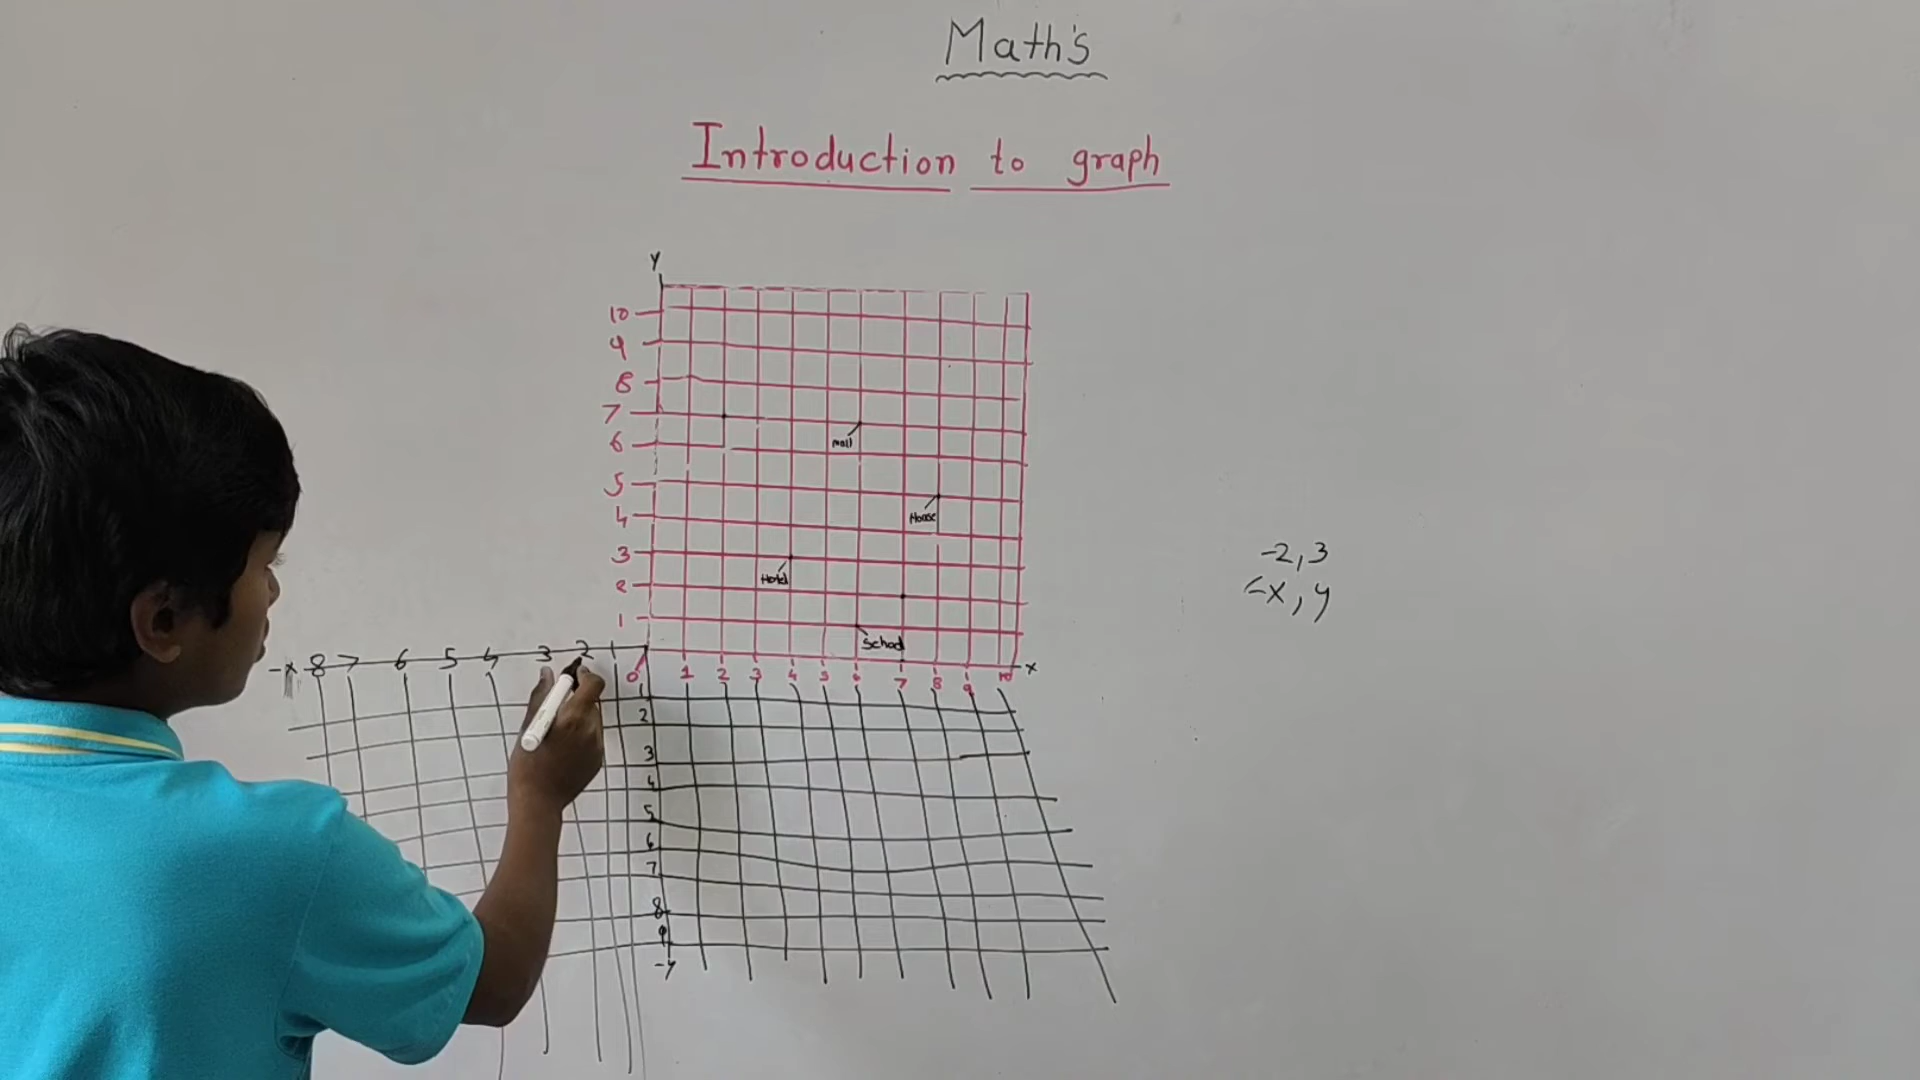 Math's
Introduction to graph
Y
10
9
8
7
6
5
4
3
2
1
mall
House
Hotel
School
-2,3
-x, y
-x 8 7 6 5 4 3 2 1 0 1 2 3 4 5 6 7 8 9 10 x
1
2
3
4
5
6
7
8
9
-y